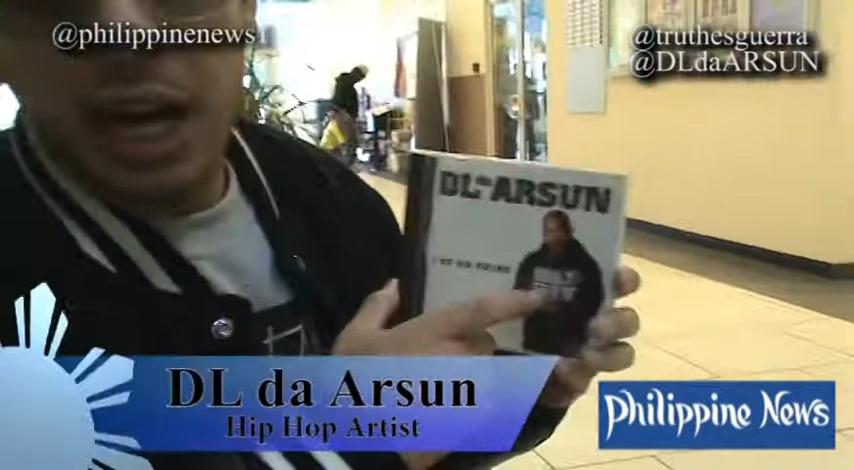 @philippinenews1
@truthesguerra
@DLdaARSUN
DL da ARSUN
DL da Arsun
Hip Hop Artist
Philippine News